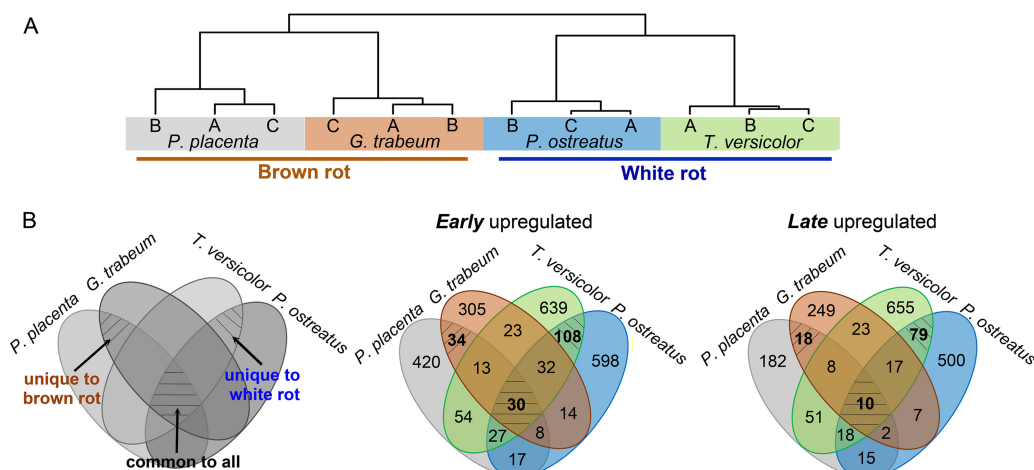 A
B A C C A B B C A A B C
P. placenta G. trabeum P. ostreatus T. versicolor
Brown rot White rot
B
Early upregulated Late upregulated
P. placenta G. trabeum T. versicolor P. ostreatus
unique to
brown rot
unique to
white rot
common to all
P. placenta G. trabeum T. versicolor P. ostreatus
305 639
34 23 108
420 13 32 598
30
54 14
27 8
17
P. placenta G. trabeum T. versicolor P. ostreatus
249 655
18 23 79
182 8 17 500
10
51 7
18 2
15